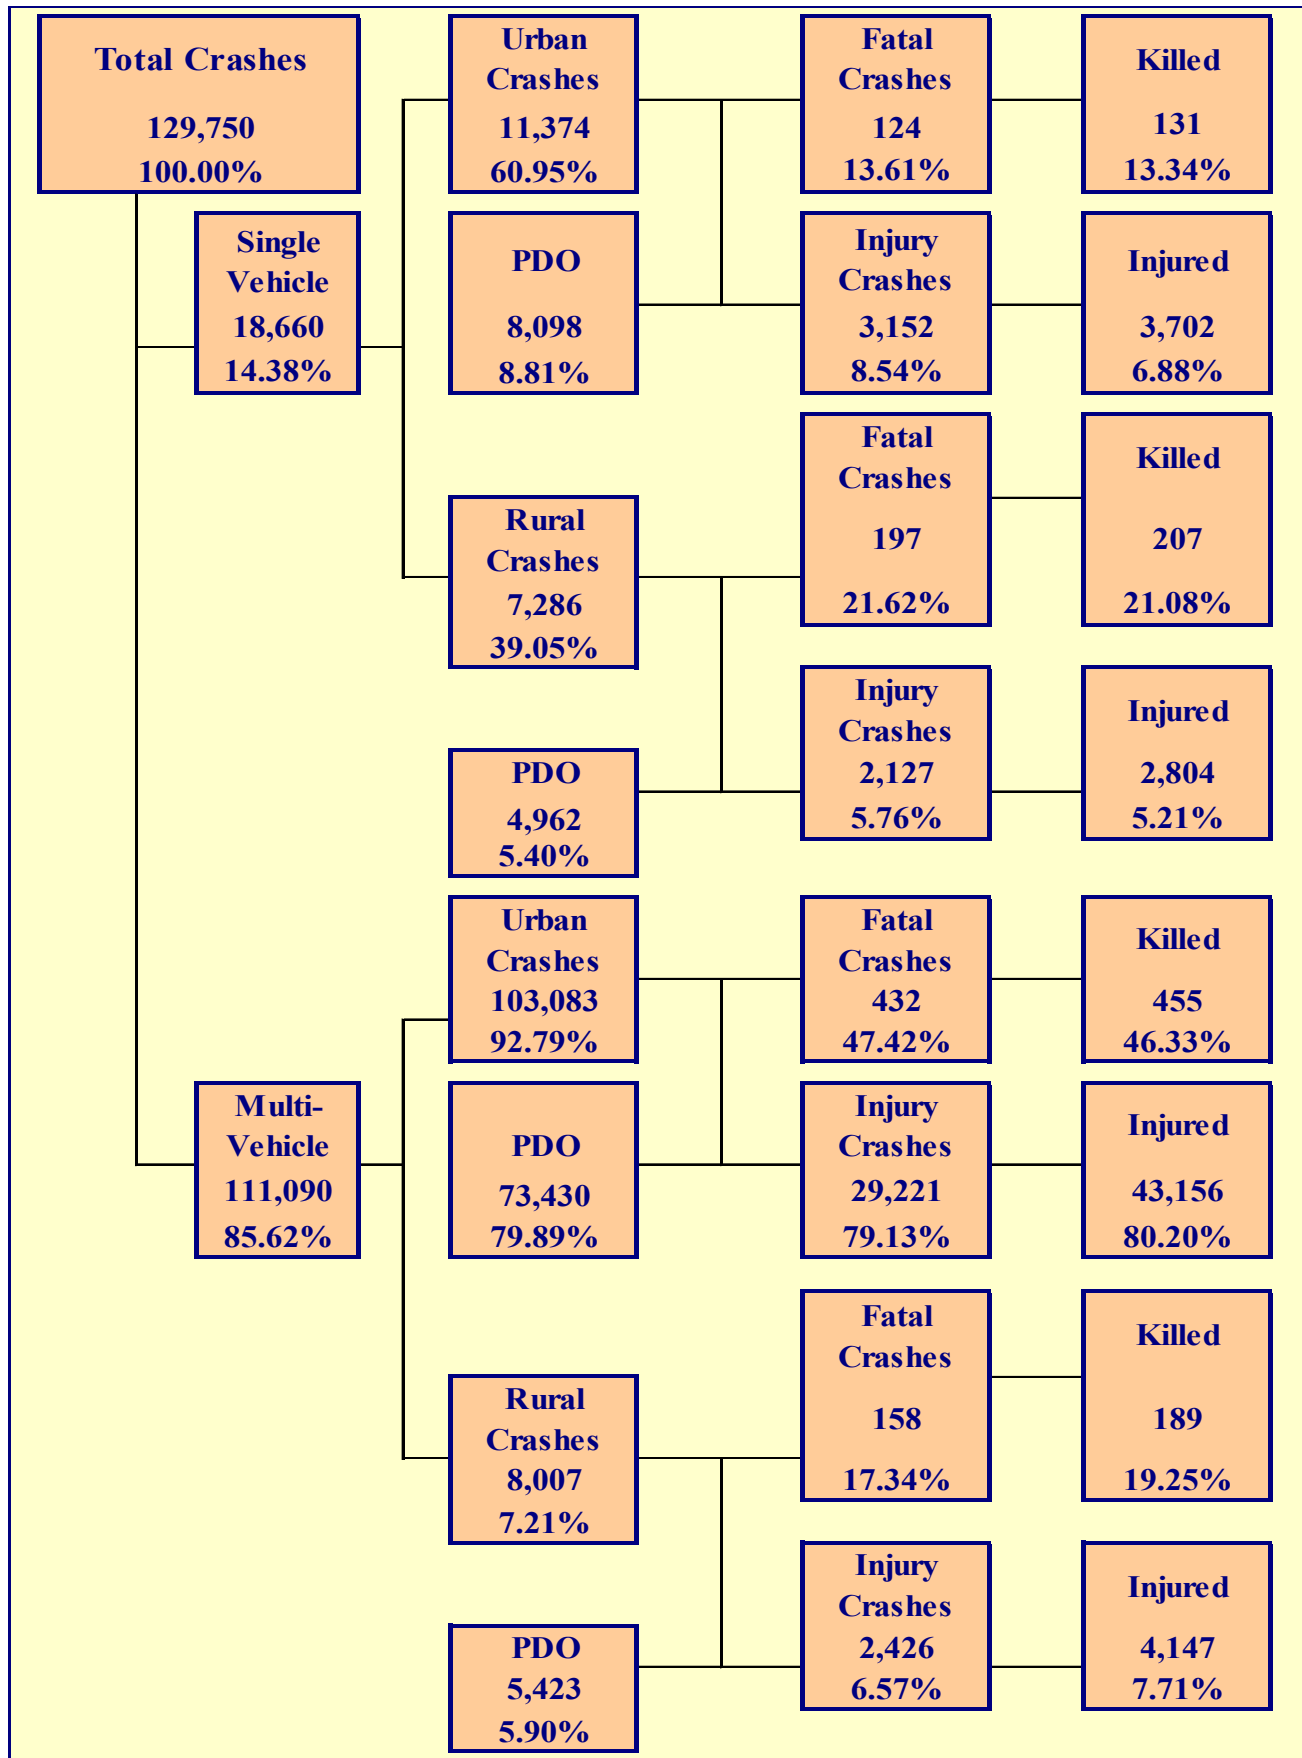 Total Crashes
129,750
100.00%
Single
Vehicle
18,660
14.38%
Urban
Crashes
11,374
60.95%
Fatal
Crashes
124
13.61%
Killed
131
13.34%
PDO
8,098
8.81%
Injury
Crashes
3,152
8.54%
Injured
3,702
6.88%
Rural
Crashes
7,286
39.05%
Fatal
Crashes
197
21.62%
Killed
207
21.08%
PDO
4,962
5.40%
Injury
Crashes
2,127
5.76%
Injured
2,804
5.21%
Multi-
Vehicle
111,090
85.62%
Urban
Crashes
103,083
92.79%
Fatal
Crashes
432
47.42%
Killed
455
46.33%
PDO
73,430
79.89%
Injury
Crashes
29,221
79.13%
Injured
43,156
80.20%
Rural
Crashes
8,007
7.21%
Fatal
Crashes
158
17.34%
Killed
189
19.25%
PDO
5,423
5.90%
Injury
Crashes
2,426
6.57%
Injured
4,147
7.71%